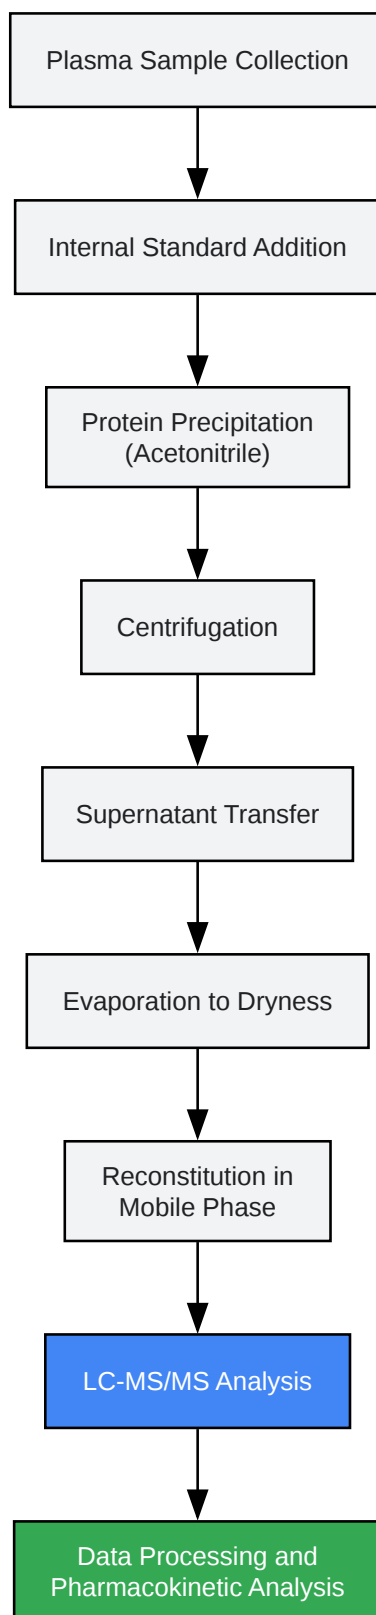 Plasma Sample Collection
Internal Standard Addition
Protein Precipitation
(Acetonitrile)
Centrifugation
Supernatant Transfer
Evaporation to Dryness
Reconstitution in
Mobile Phase
LC-MS/MS Analysis
Data Processing and
Pharmacokinetic Analysis